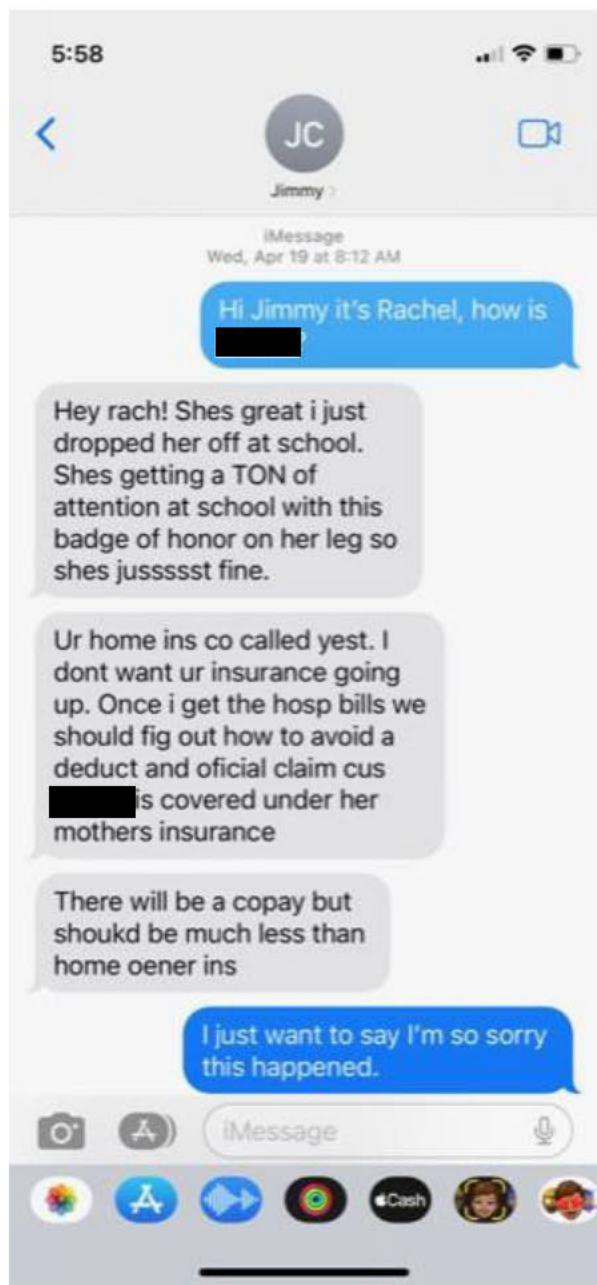 5:58
JC
Jimmy
iMessage
Wed, Apr 19 at 8:12 AM
Hi Jimmy it's Rachel, how is
?
Hey rach! Shes great i just
dropped her off at school.
Shes getting a TON of
attention at school with this
badge of honor on her leg so
shes jussssst fine.
Ur home ins co called yest. I
dont want ur insurance going
up. Once i get the hosp bills we
should fig out how to avoid a
deduct and oficial claim cus
is covered under her
mothers insurance
There will be a copay but
shoukd be much less than
home oener ins
I just want to say I'm so sorry
this happened.
iMessage
Cash